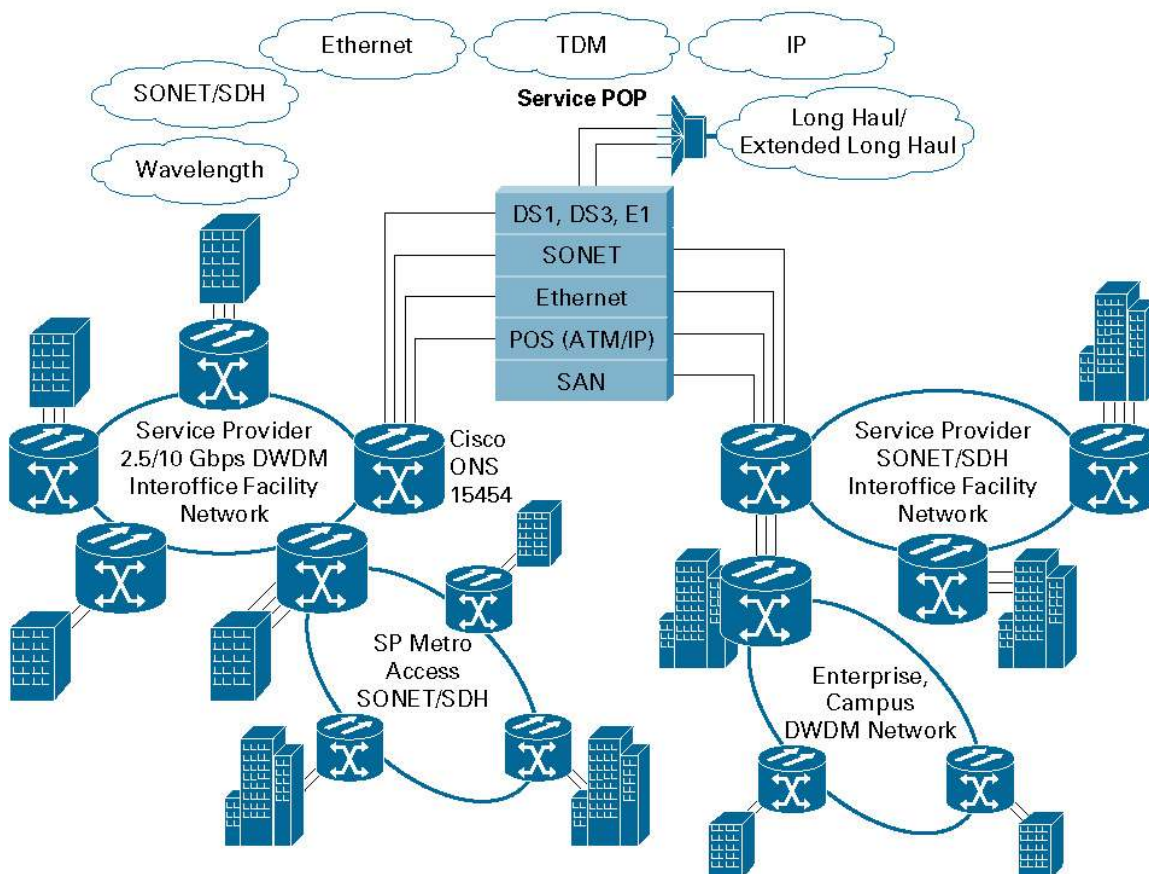 Ethernet
TDM
IP
SONET/SDH
Service POP
Long Haul/
Extended Long Haul
Wavelength
DS1, DS3, E1
SONET
Ethernet
POS (ATM/IP)
SAN
Service Provider
2.5/10 Gbps DWDM
Interoffice Facility
Network
Cisco
ONS
15454
Service Provider
SONET/SDH
Interoffice Facility
Network
SP Metro
Access
SONET/SDH
Enterprise,
Campus
DWDM Network